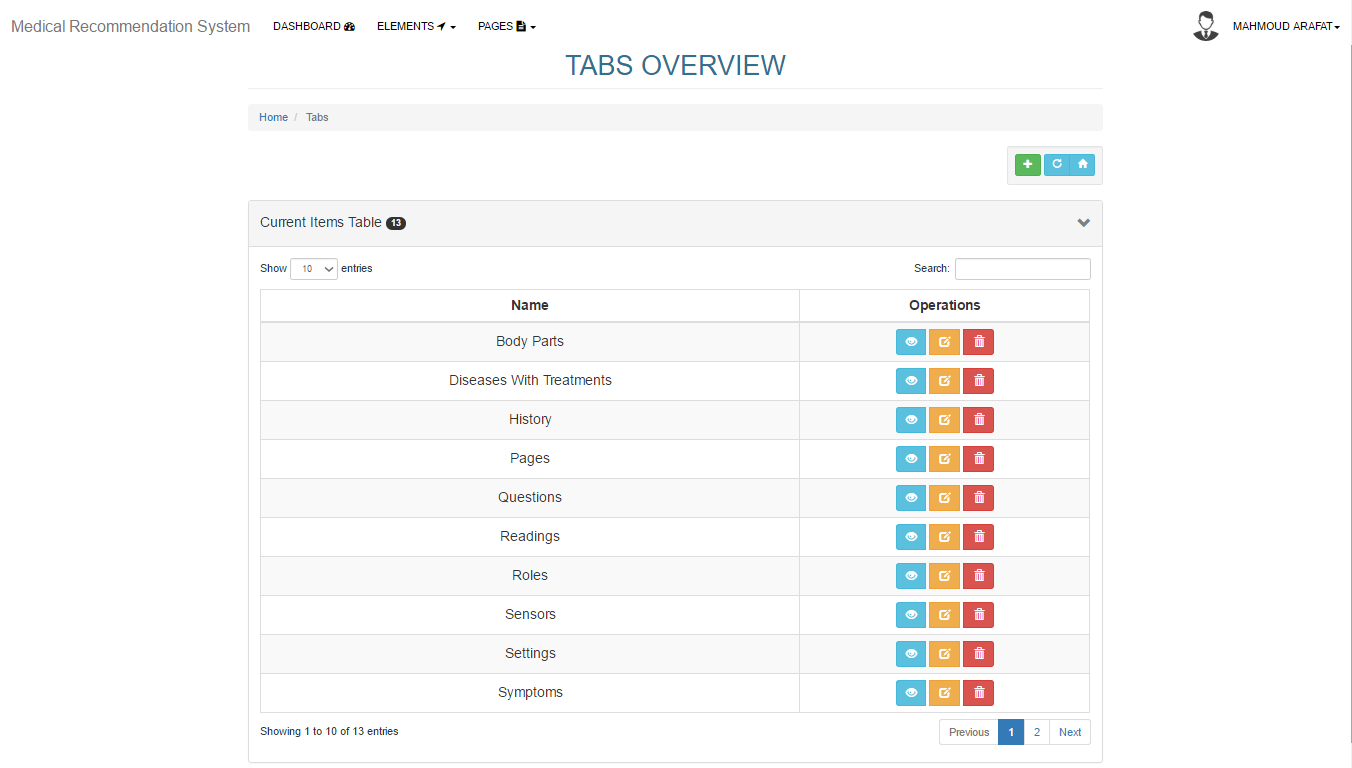 Medical Recommendation System DASHBOARD ELEMENTS PAGES MAHMOUD ARAFAT
TABS OVERVIEW
Home / Tabs
Current Items Table 13
Show 10 entries Search:
Name Operations
Body Parts
Diseases With Treatments
History
Pages
Questions
Readings
Roles
Sensors
Settings
Symptoms
Showing 1 to 10 of 13 entries Previous 1 2 Next